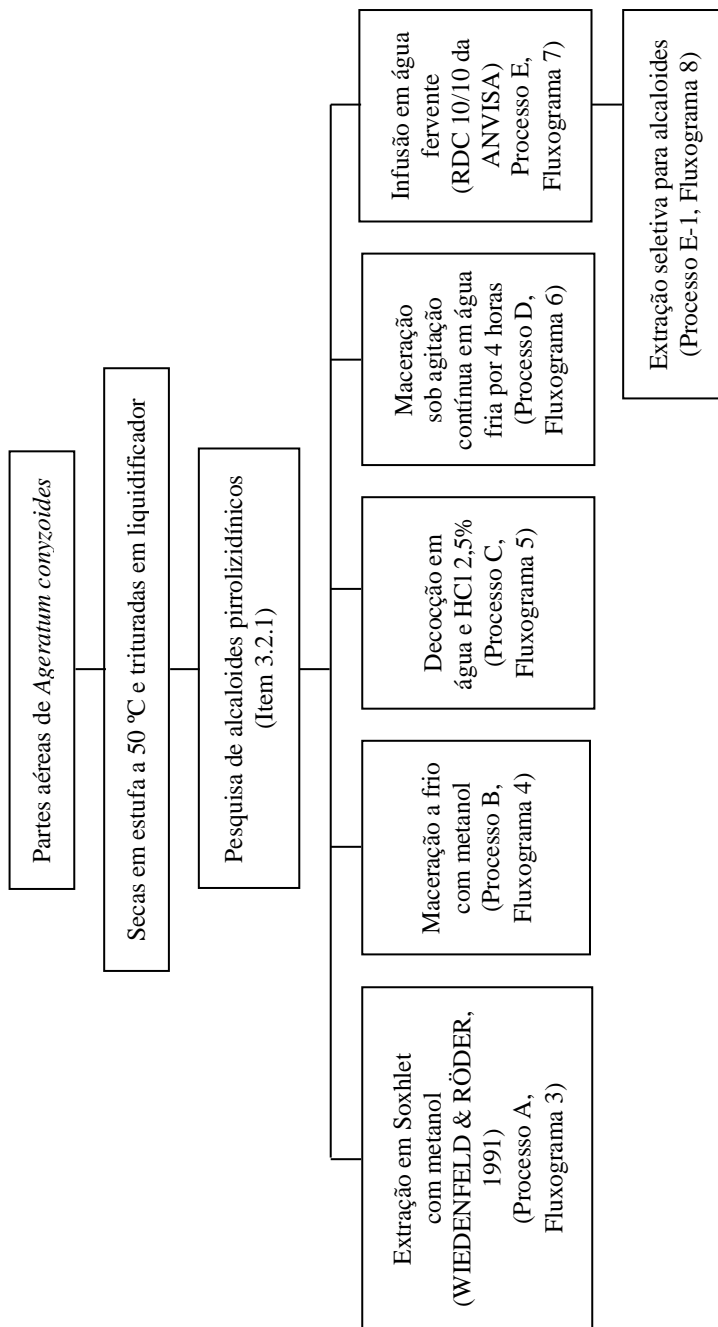 Partes aéreas de Ageratum conyzoides
Secas em estufa a 50 ºC e trituradas em liquidificador
Pesquisa de alcaloides pirrolizidínicos
(Item 3.2.1)
Extração em Soxhlet
com metanol
(WIEDENFELD & RÖDER,
1991)
(Processo A,
Fluxograma 3)
Maceração a frio
com metanol
(Processo B,
Fluxograma 4)
Decocção em
água e HCl 2,5%
(Processo C,
Fluxograma 5)
Maceração
sob agitação
contínua em água
fria por 4 horas
(Processo D,
Fluxograma 6)
Infusão em água
fervente
(RDC 10/10 da
ANVISA)
Processo E,
Fluxograma 7)
Extração seletiva para alcaloides
(Processo E-1, Fluxograma 8)